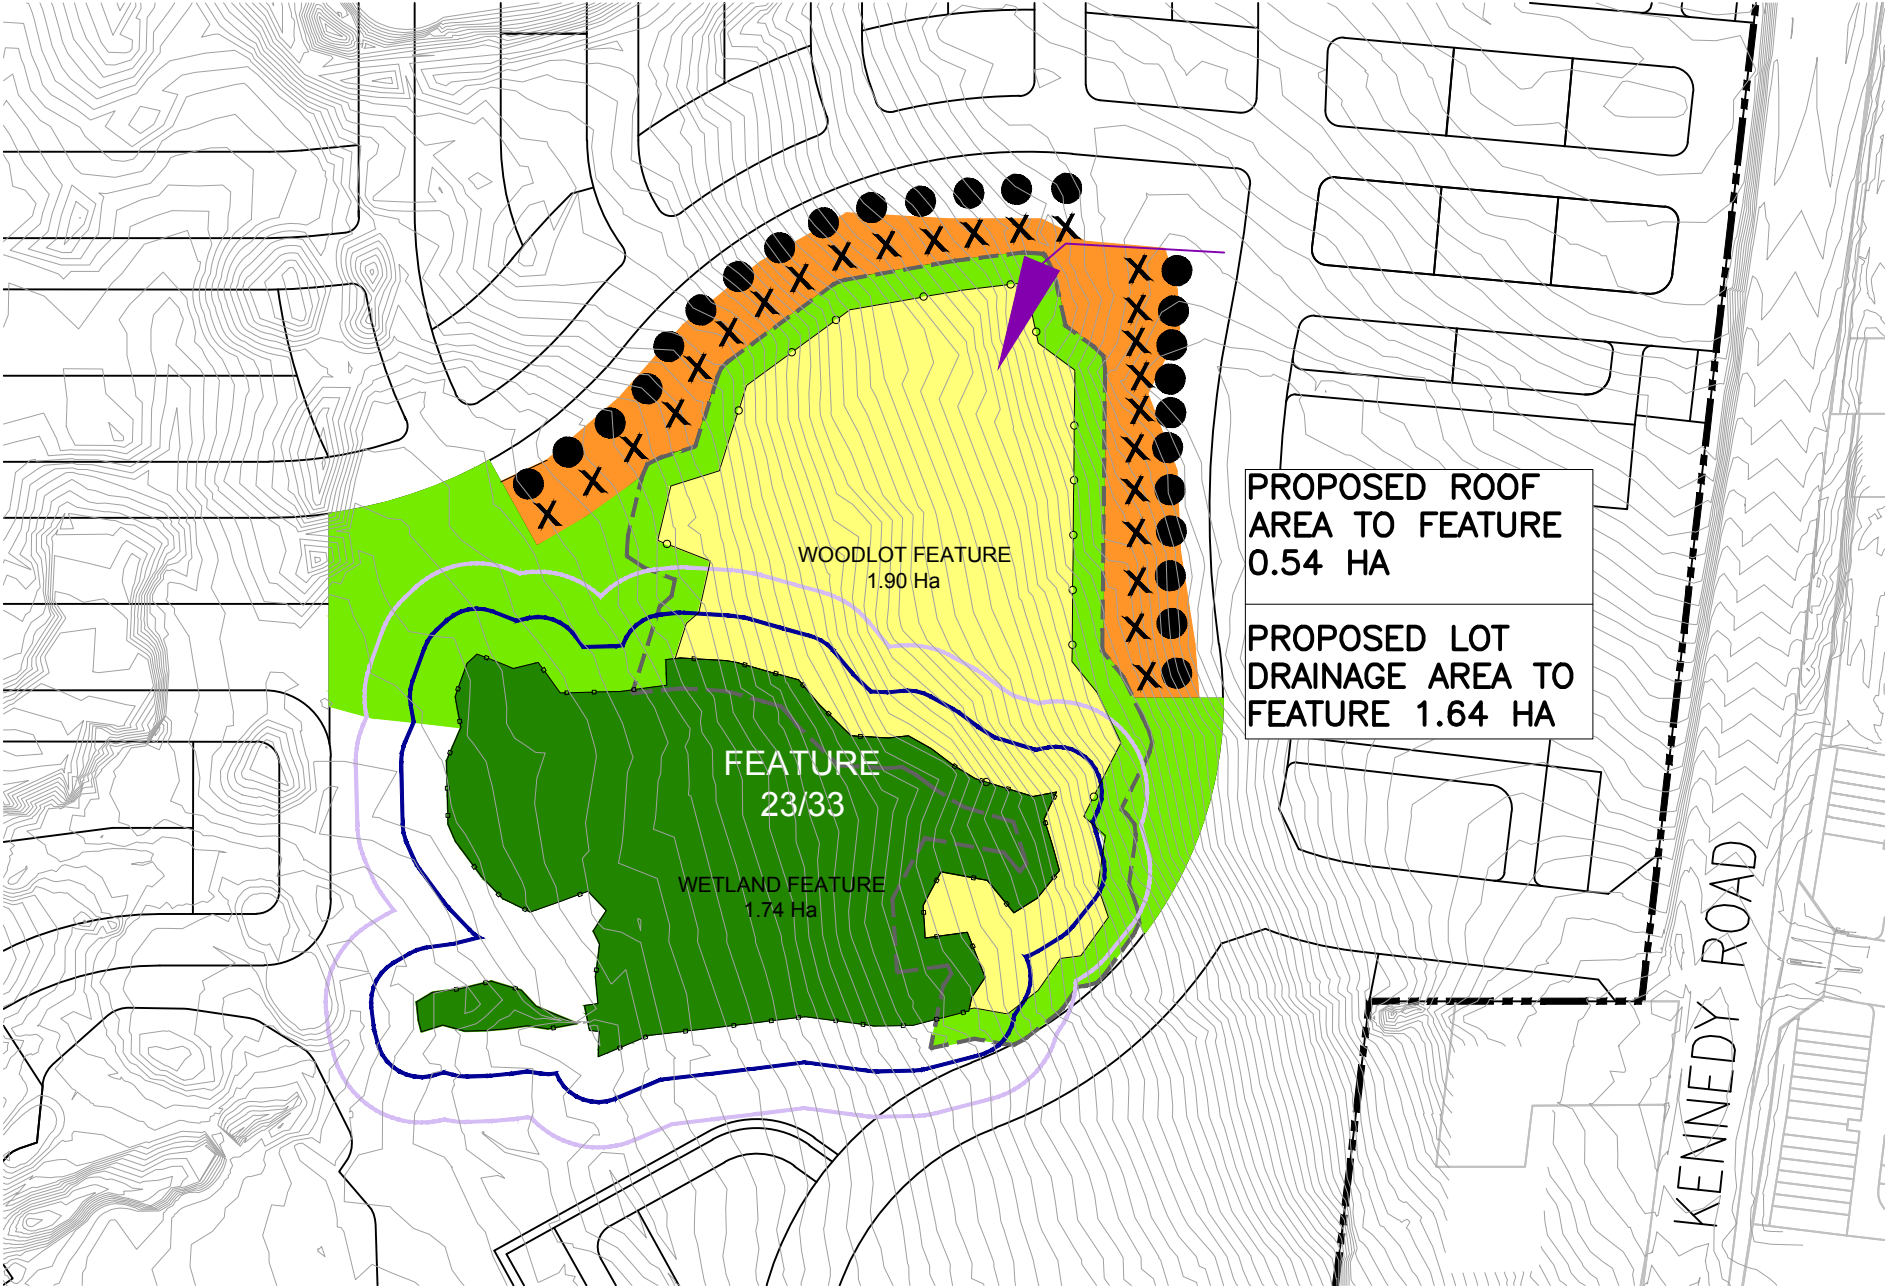 WOODLOT FEATURE
1.90 Ha
PROPOSED ROOF
AREA TO FEATURE
0.54 HA
PROPOSED LOT
DRAINAGE AREA TO
FEATURE 1.64 HA
FEATURE
23/33
WETLAND FEATURE
1.74 Ha
KENNEDY ROAD